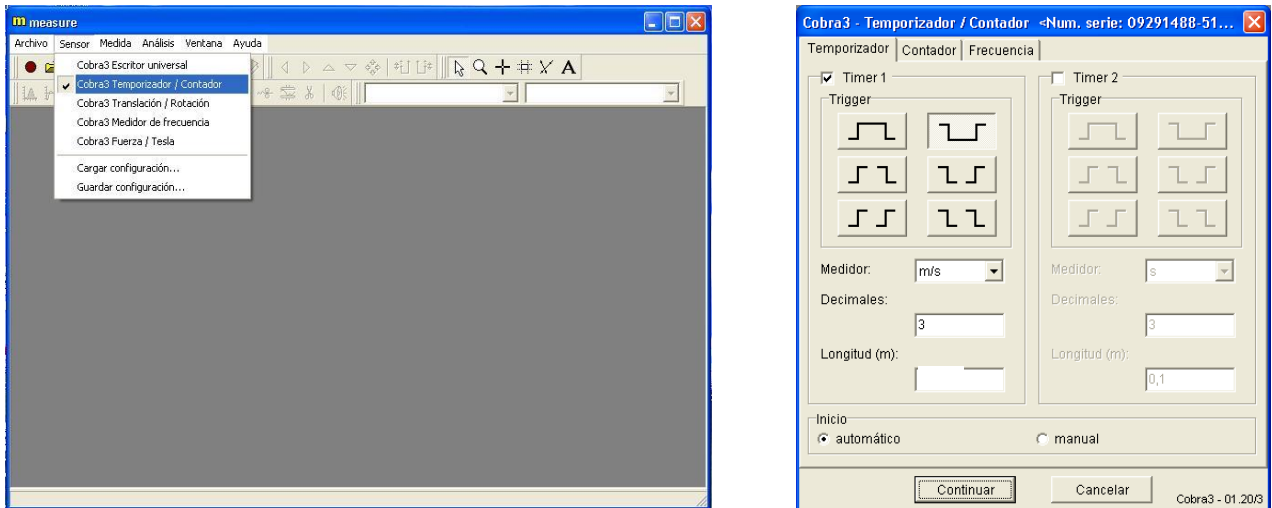 m measure
Archivo Sensor Medida Análisis Ventana Ayuda
Cobra3 Escritor universal
Cobra3 Temporizador / Contador
Cobra3 Translación / Rotación
Cobra3 Medidor de frecuencia
Cobra3 Fuerza / Tesla
Cargar configuración...
Guardar configuración...
A
Cobra3 - Temporizador / Contador <Num. serie: 09291488-51...
Temporizador Contador Frecuencia
Timer 1
Trigger
Medidor: m/s
Decimales:
3
Longitud (m):
Timer 2
Trigger
Medidor: s
Decimales:
3
Longitud (m):
0,1
Inicio
automático manual
Continuar Cancelar
Cobra3 - 01.20/3